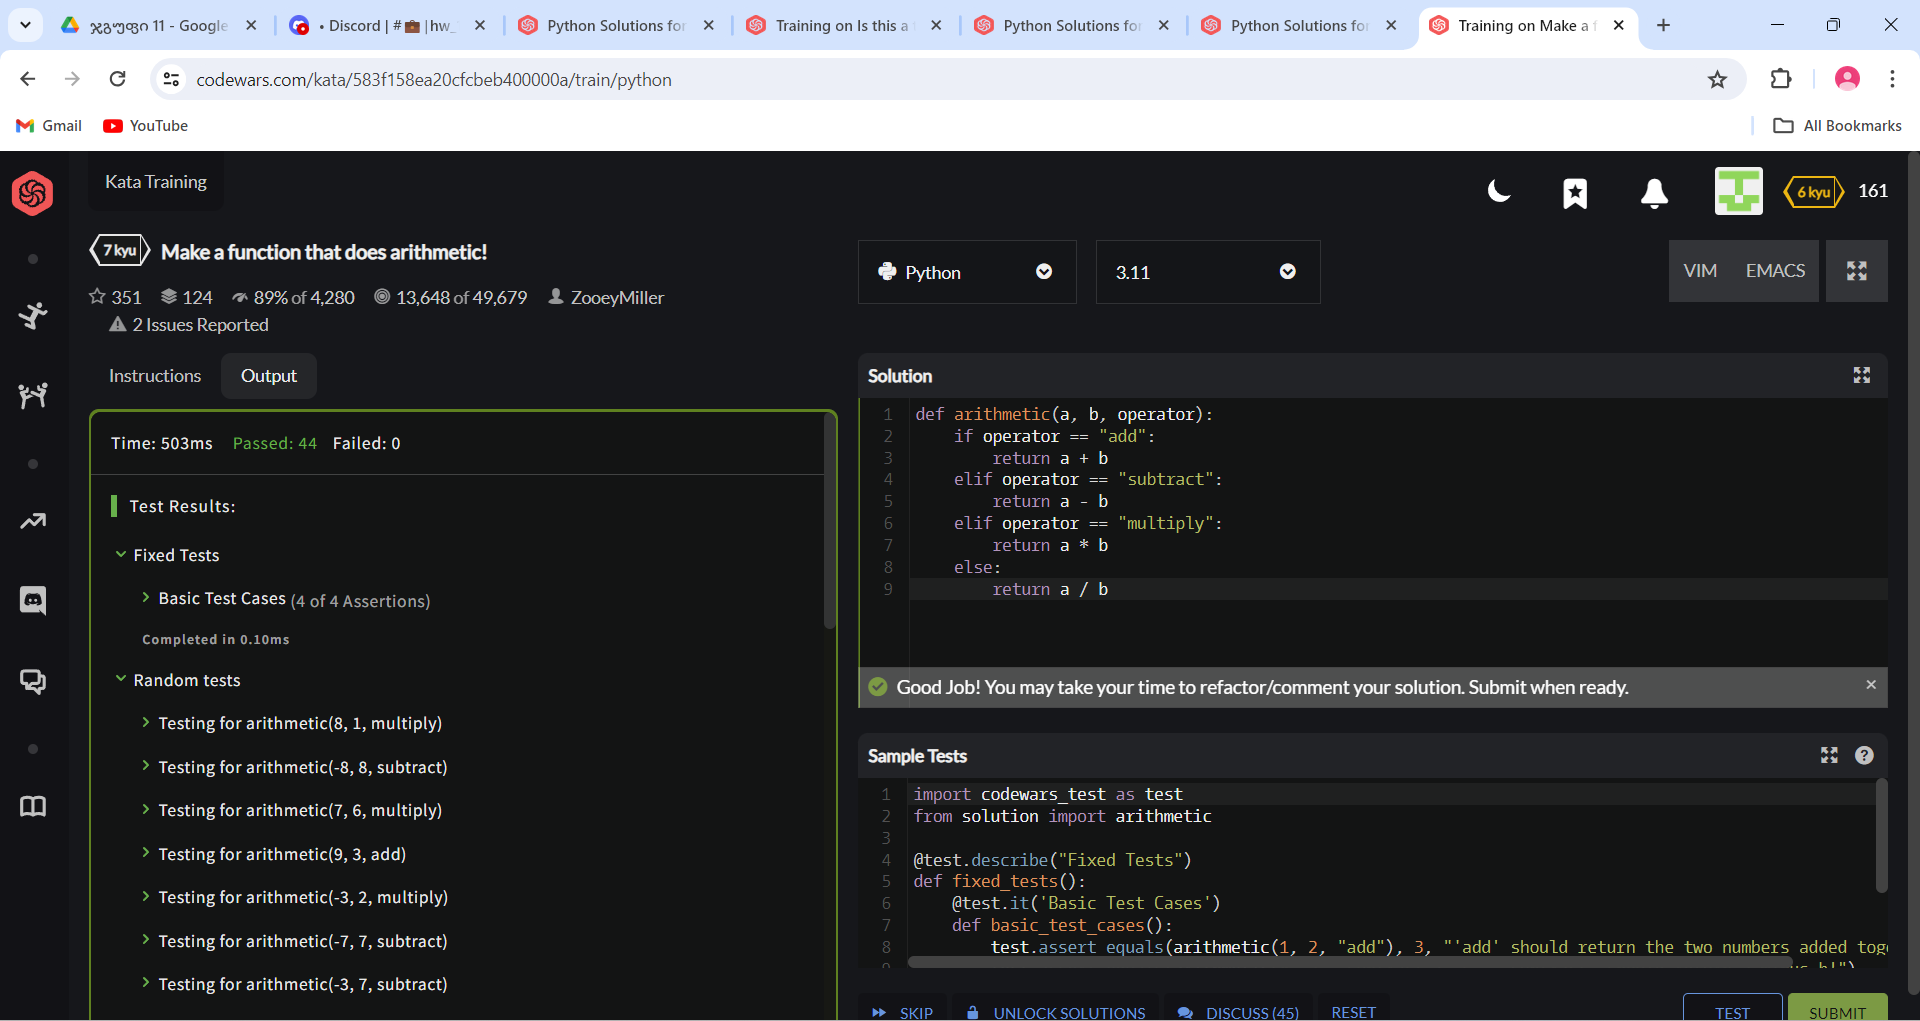 ჯგუფი 11 - Google
• Discord | # 💼 |hw_
Python Solutions for
Training on Is this a
Python Solutions for
Python Solutions for
Training on Make a f
codewars.com/kata/583f158ea20cfcbeb400000a/train/python
Gmail
YouTube
All Bookmarks
Kata Training
6 kyu
161
7 kyu
Make a function that does arithmetic!
351
124
89% of 4,280
13,648 of 49,679
ZooeyMiller
2 Issues Reported
Python
3.11
VIM
EMACS
Instructions
Output
Time: 503ms Passed: 44 Failed: 0
Test Results:
Fixed Tests
Basic Test Cases (4 of 4 Assertions)
Completed in 0.10ms
Random tests
Testing for arithmetic(8, 1, multiply)
Testing for arithmetic(-8, 8, subtract)
Testing for arithmetic(7, 6, multiply)
Testing for arithmetic(9, 3, add)
Testing for arithmetic(-3, 2, multiply)
Testing for arithmetic(-7, 7, subtract)
Testing for arithmetic(-3, 7, subtract)
Solution
1 def arithmetic(a, b, operator):
2 if operator == "add":
3 return a + b
4 elif operator == "subtract":
5 return a - b
6 elif operator == "multiply":
7 return a * b
8 else:
9 return a / b
Good Job! You may take your time to refactor/comment your solution. Submit when ready.
Sample Tests
1 import codewars_test as test
2 from solution import arithmetic
3
4 @test.describe("Fixed Tests")
5 def fixed_tests():
6 @test.it('Basic Test Cases')
7 def basic_test_cases():
8 test.assert_equals(arithmetic(1, 2, "add"), 3, "'add' should return the two numbers added toge
SKIP
UNLOCK SOLUTIONS
DISCUSS (45)
RESET
TEST
SUBMIT